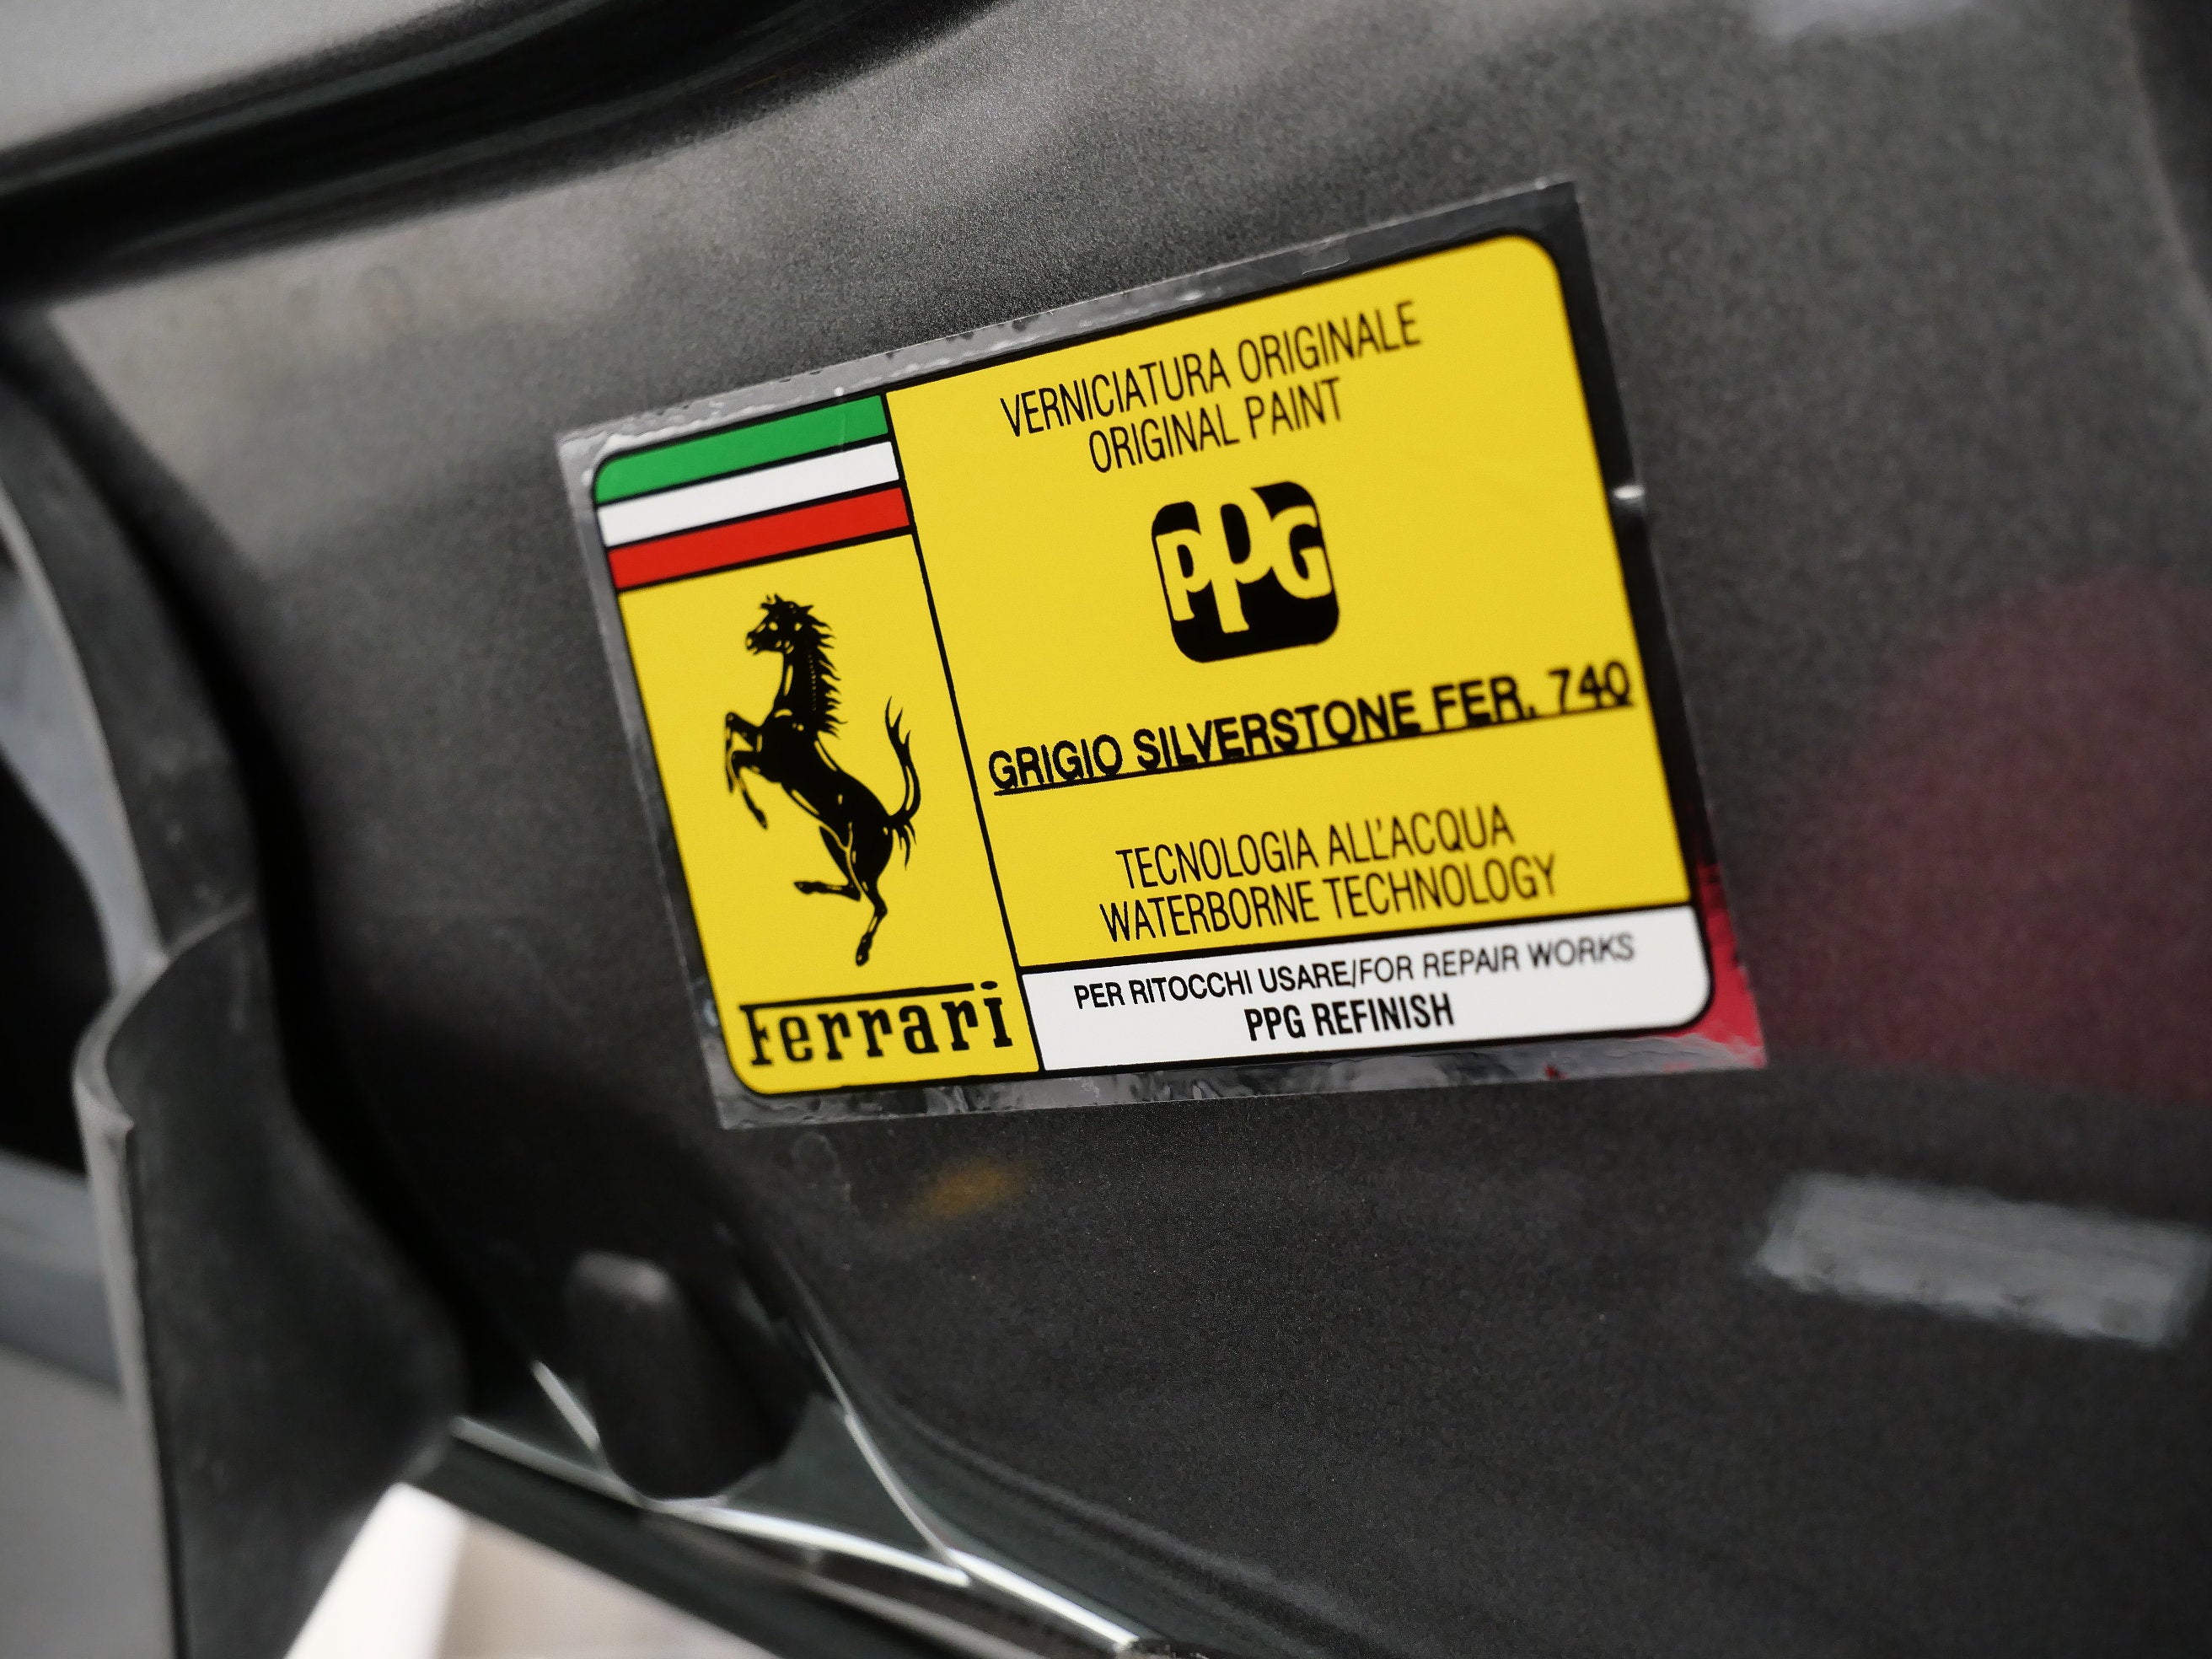 VERNICIATURA ORIGINALE
ORIGINAL PAINT
PPG
GRIGIO SILVERSTONE FER. 740
TECNOLOGIA ALL'ACQUA
WATERBORNE TECHNOLOGY
Ferrari
PER RITOCCHI USARE/FOR REPAIR WORKS
PPG REFINISH